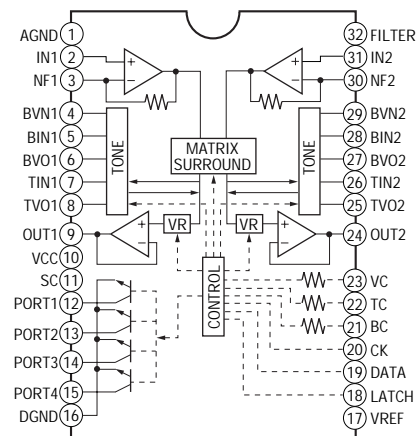 AGND 1
IN1 2
NF1 3
BVN1 4
BIN1 5
BVO1 6
TIN1 7
TVO1 8
OUT1 9
VCC 10
SC 11
PORT1 12
PORT2 13
PORT3 14
PORT4 15
DGND 16
+
−
TONE
+
−
VR
MATRIX
SURROUND
CONTROL
+
−
TONE
VR
+
−
32 FILTER
31 IN2
30 NF2
29 BVN2
28 BIN2
27 BVO2
26 TIN2
25 TVO2
24 OUT2
23 VC
22 TC
21 BC
20 CK
19 DATA
18 LATCH
17 VREF